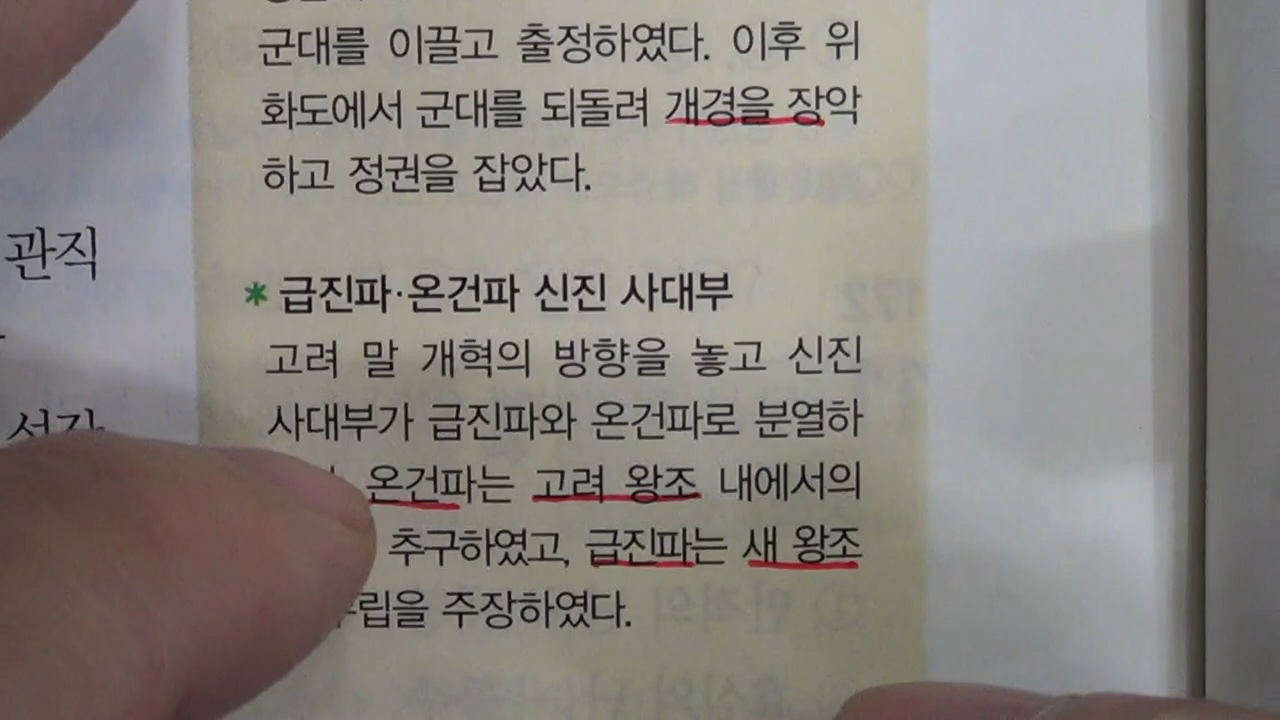 군대를 이끌고 출정하였다. 이후 위
화도에서 군대를 되돌려 개경을 장악
하고 정권을 잡았다.
관직
* 급진파·온건파 신진 사대부
고려 말 개혁의 방향을 놓고 신진
사대부가 급진파와 온건파로 분열하
온건파는 고려 왕조 내에서의
추구하였고, 급진파는 새 왕조
주장하였다.